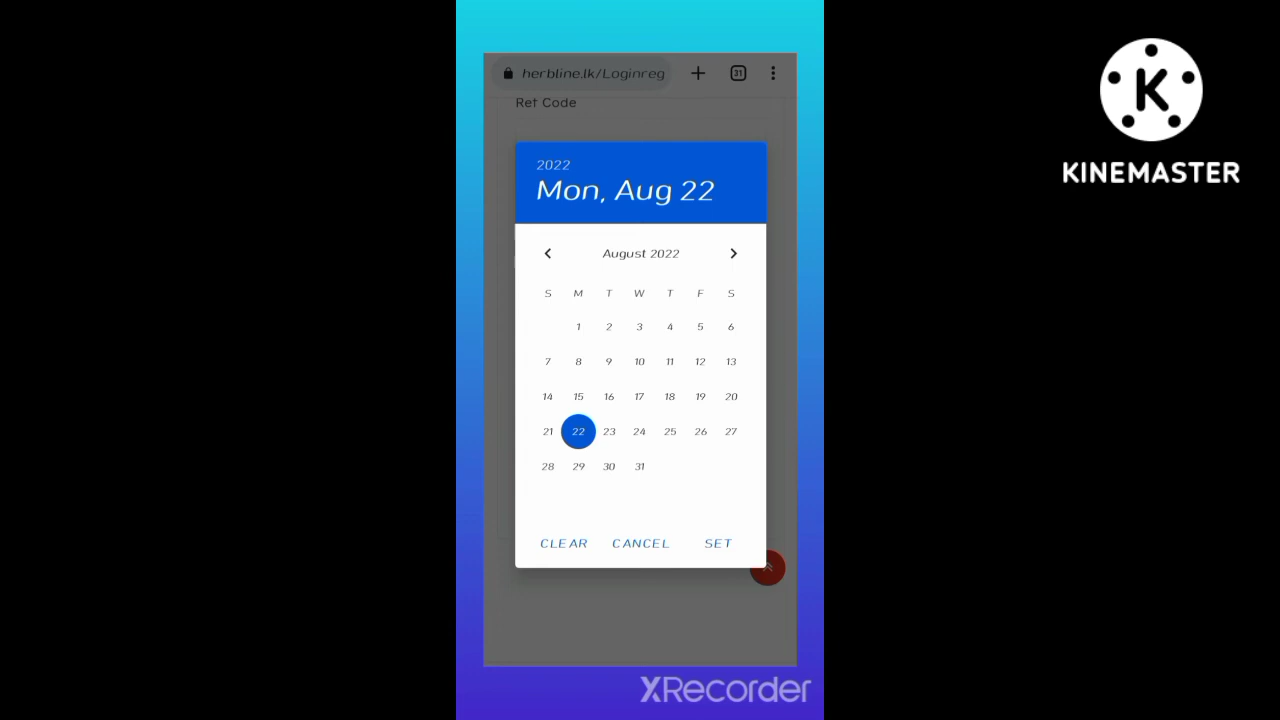 herbline.lk/Loginreg
31
Ref Code
2022
Mon, Aug 22
August 2022
S M T W T F S
1 2 3 4 5 6
7 8 9 10 11 12 13
14 15 16 17 18 19 20
21 22 23 24 25 26 27
28 29 30 31
CLEAR CANCEL SET
XRecorder
K
KINEMASTER